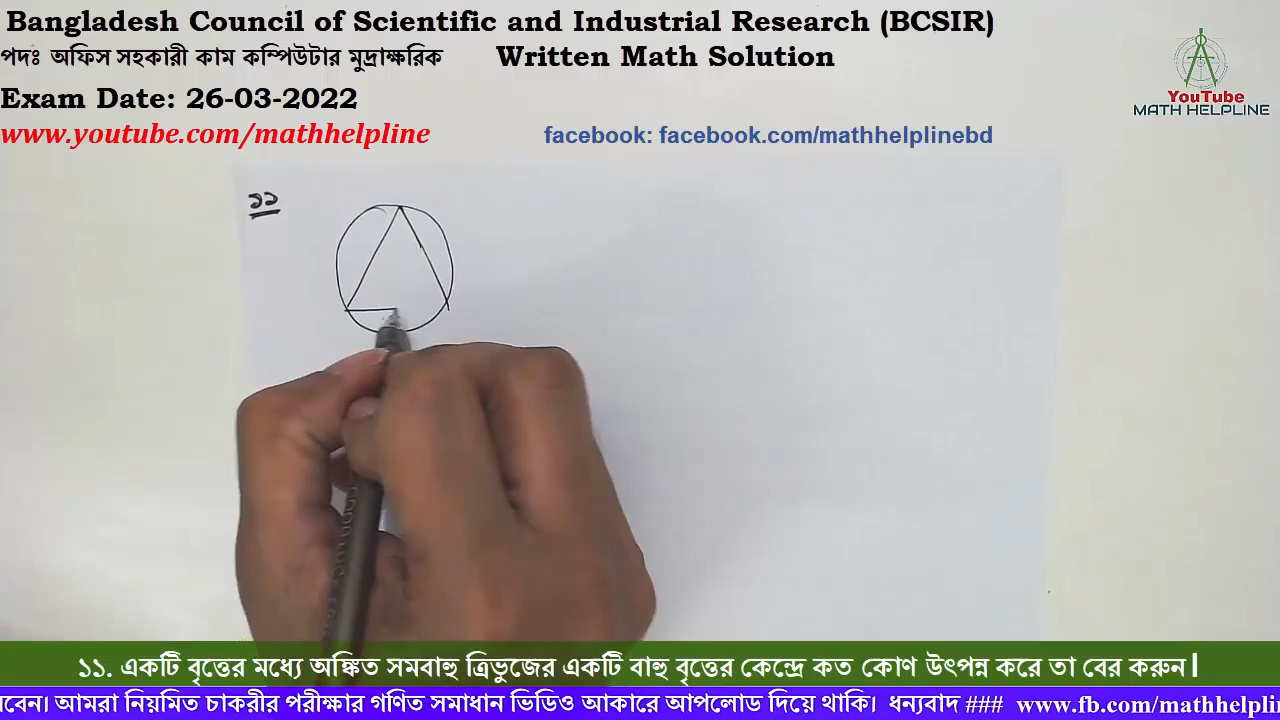 Bangladesh Council of Scientific and Industrial Research (BCSIR)
পদঃ অফিস সহকারী কাম কম্পিউটার মুদ্রাক্ষরিক Written Math Solution
Exam Date: 26-03-2022
www.youtube.com/mathhelpline facebook: facebook.com/mathhelplinebd
YouTube
MATH HELPLINE
১১
১১. একটি বৃত্তের মধ্যে অঙ্কিত সমবাহু ত্রিভুজের একটি বাহু বৃত্তের কেন্দ্রে কত কোণ উৎপন্ন করে তা বের করুন।
বেন। আমরা নিয়মিত চাকরীর পরীক্ষার গণিত সমাধান ভিডিও আকারে আপলোড দিয়ে থাকি। ধন্যবাদ ### www.fb.com/mathhelpli